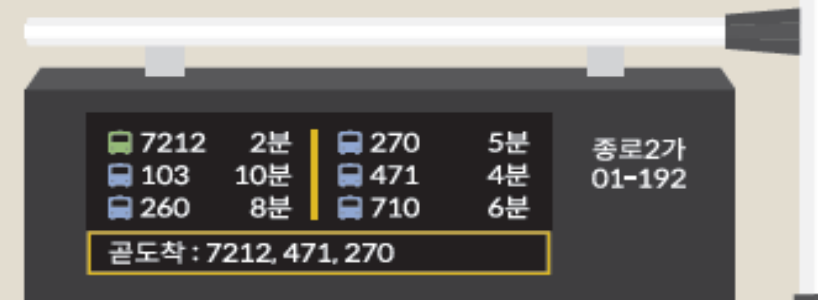 7212 2분 270 5분
103 10분 471 4분
260 8분 710 6분
곧도착 : 7212, 471, 270
종로2가
01-192